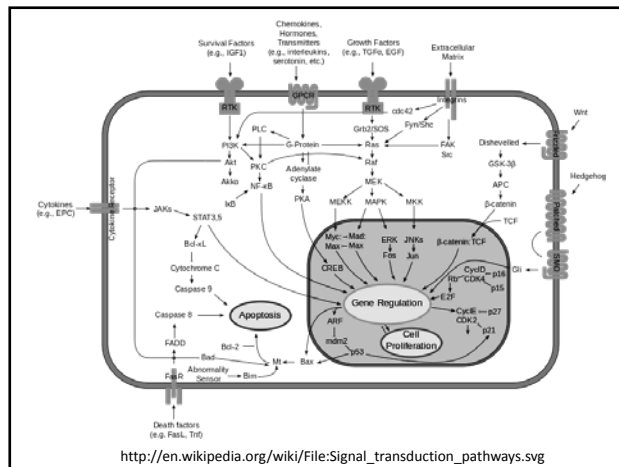 Survival Factors
(e.g., IGF1)
Chemokines,
Hormones,
Transmitters
(e.g., interleukins,
serotonin, etc.)
Growth Factors
(e.g., TGFα, EGF)
Extracellular
Matrix
RTK
GPCR
RTK
Integrins
cdc42
Wnt
PLC
Grb2/SOS
Fyn/Shc
Frizzled
PI3K
G-Protein
Ras
FAK
Src
Dishevelled
Akt
PKC
Adenylate
cyclase
Raf
GSK-3β
Hedgehog
Akkα
NF-κB
MEK
APC
IκB
PKA
MEKK
MAPK
MKK
β-catenin
Patched
TCF
Cytokines
(e.g., EPC)
Cytokine Receptor
JAKs
STAT3,5
Myc:
Mad:
Max
Max
ERK
Fos
JNKs
Jun
β-catenin: TCF
Bcl-xL
CREB
CyclD
p16
Rb
CDK4
p15
Gli
SMO
Cytochrome C
Gene Regulation
E2F
Caspase 9
Apoptosis
CyclE
p27
CDK2
p21
Caspase 8
ARF
Cell
Proliferation
FADD
Bcl-2
mdm2
Bad
Mt
Bax
p53
FasR
Abnormality
Sensor
Bim
Death factors
(e.g. FasL, Tnf)
http://en.wikipedia.org/wiki/File:Signal_transduction_pathways.svg